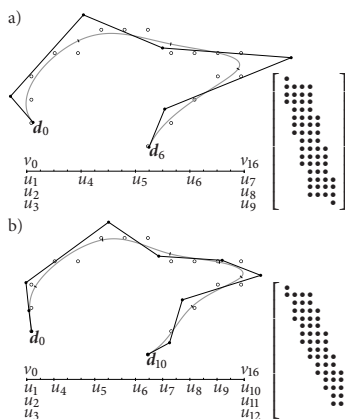 a)
d₀
d₆
v₀ v₁₆
u₁ u₄ u₅ u₆ u₇
u₂ u₈
u₃ u₉
b)
d₀
d₁₀
v₀ v₁₆
u₁ u₄ u₅ u₆ u₇ u₈ u₉ u₁₀
u₂ u₁₁
u₃ u₁₂